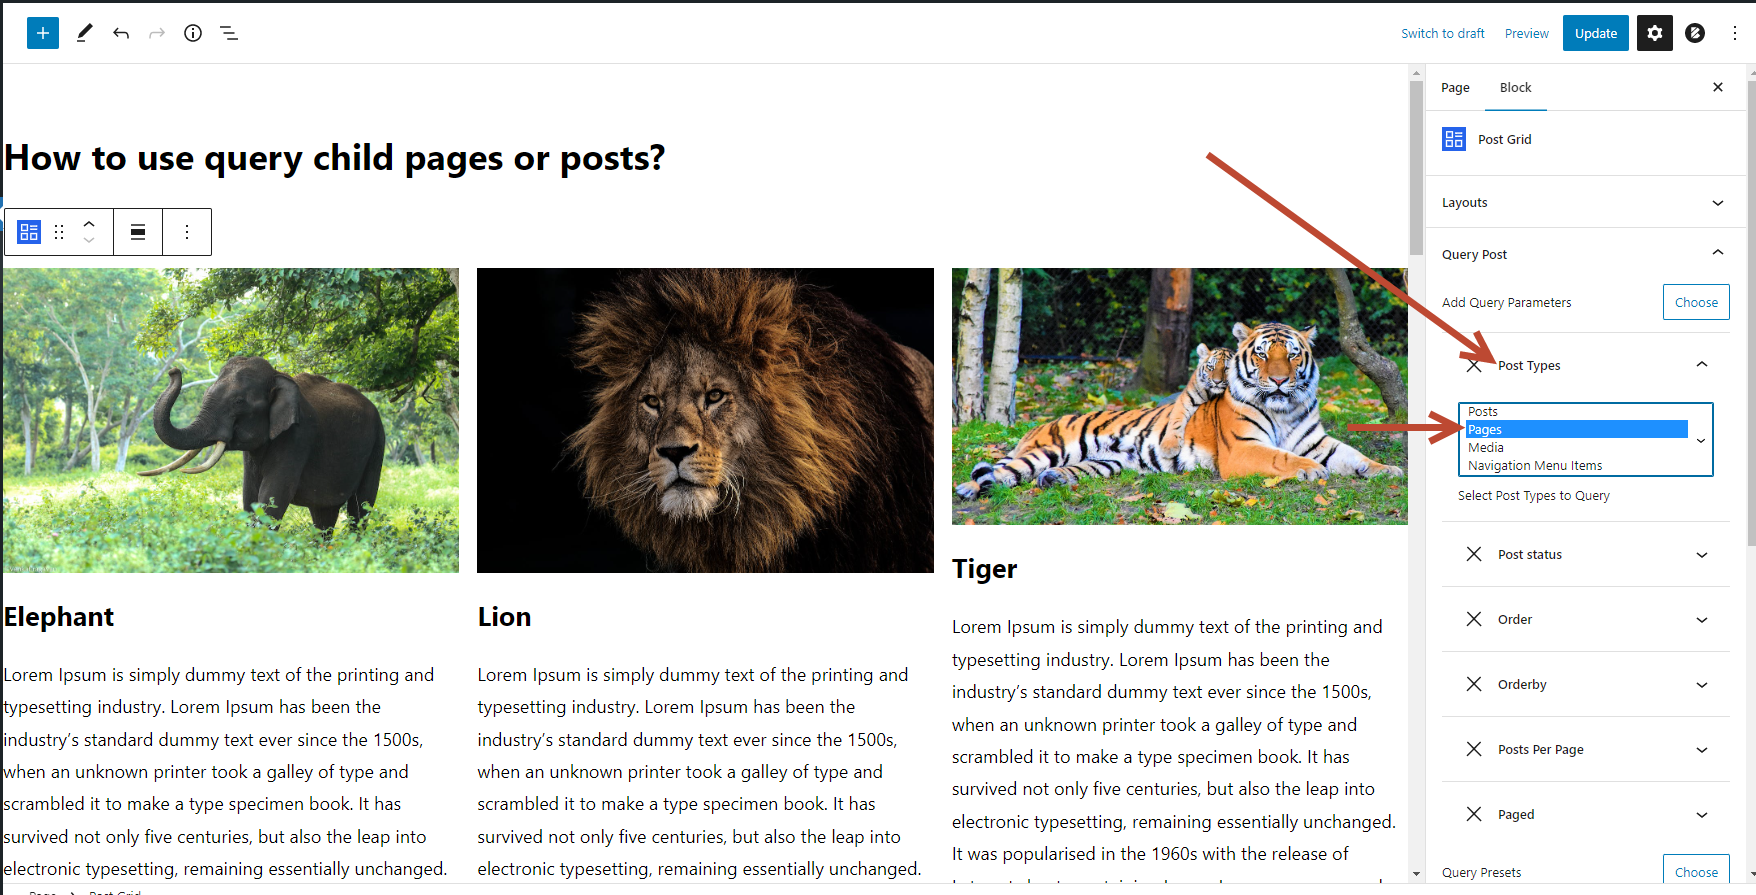 Switch to draft
Preview
Update
Page
Block
Post Grid
How to use query child pages or posts?
Layouts
Query Post
Add Query Parameters
Choose
Post Types
Posts
Pages
Media
Navigation Menu Items
Select Post Types to Query
Post status
Order
Orderby
Posts Per Page
Paged
Query Presets
Choose
Elephant
Lorem Ipsum is simply dummy text of the printing and
typesetting industry. Lorem Ipsum has been the
industry’s standard dummy text ever since the 1500s,
when an unknown printer took a galley of type and
scrambled it to make a type specimen book. It has
survived not only five centuries, but also the leap into
electronic typesetting, remaining essentially unchanged.
Lion
Lorem Ipsum is simply dummy text of the printing and
typesetting industry. Lorem Ipsum has been the
industry’s standard dummy text ever since the 1500s,
when an unknown printer took a galley of type and
scrambled it to make a type specimen book. It has
survived not only five centuries, but also the leap into
electronic typesetting, remaining essentially unchanged.
Tiger
Lorem Ipsum is simply dummy text of the printing and
typesetting industry. Lorem Ipsum has been the
industry’s standard dummy text ever since the 1500s,
when an unknown printer took a galley of type and
scrambled it to make a type specimen book. It has
survived not only five centuries, but also the leap into
electronic typesetting, remaining essentially unchanged.
It was popularised in the 1960s with the release of
Page
Post Grid